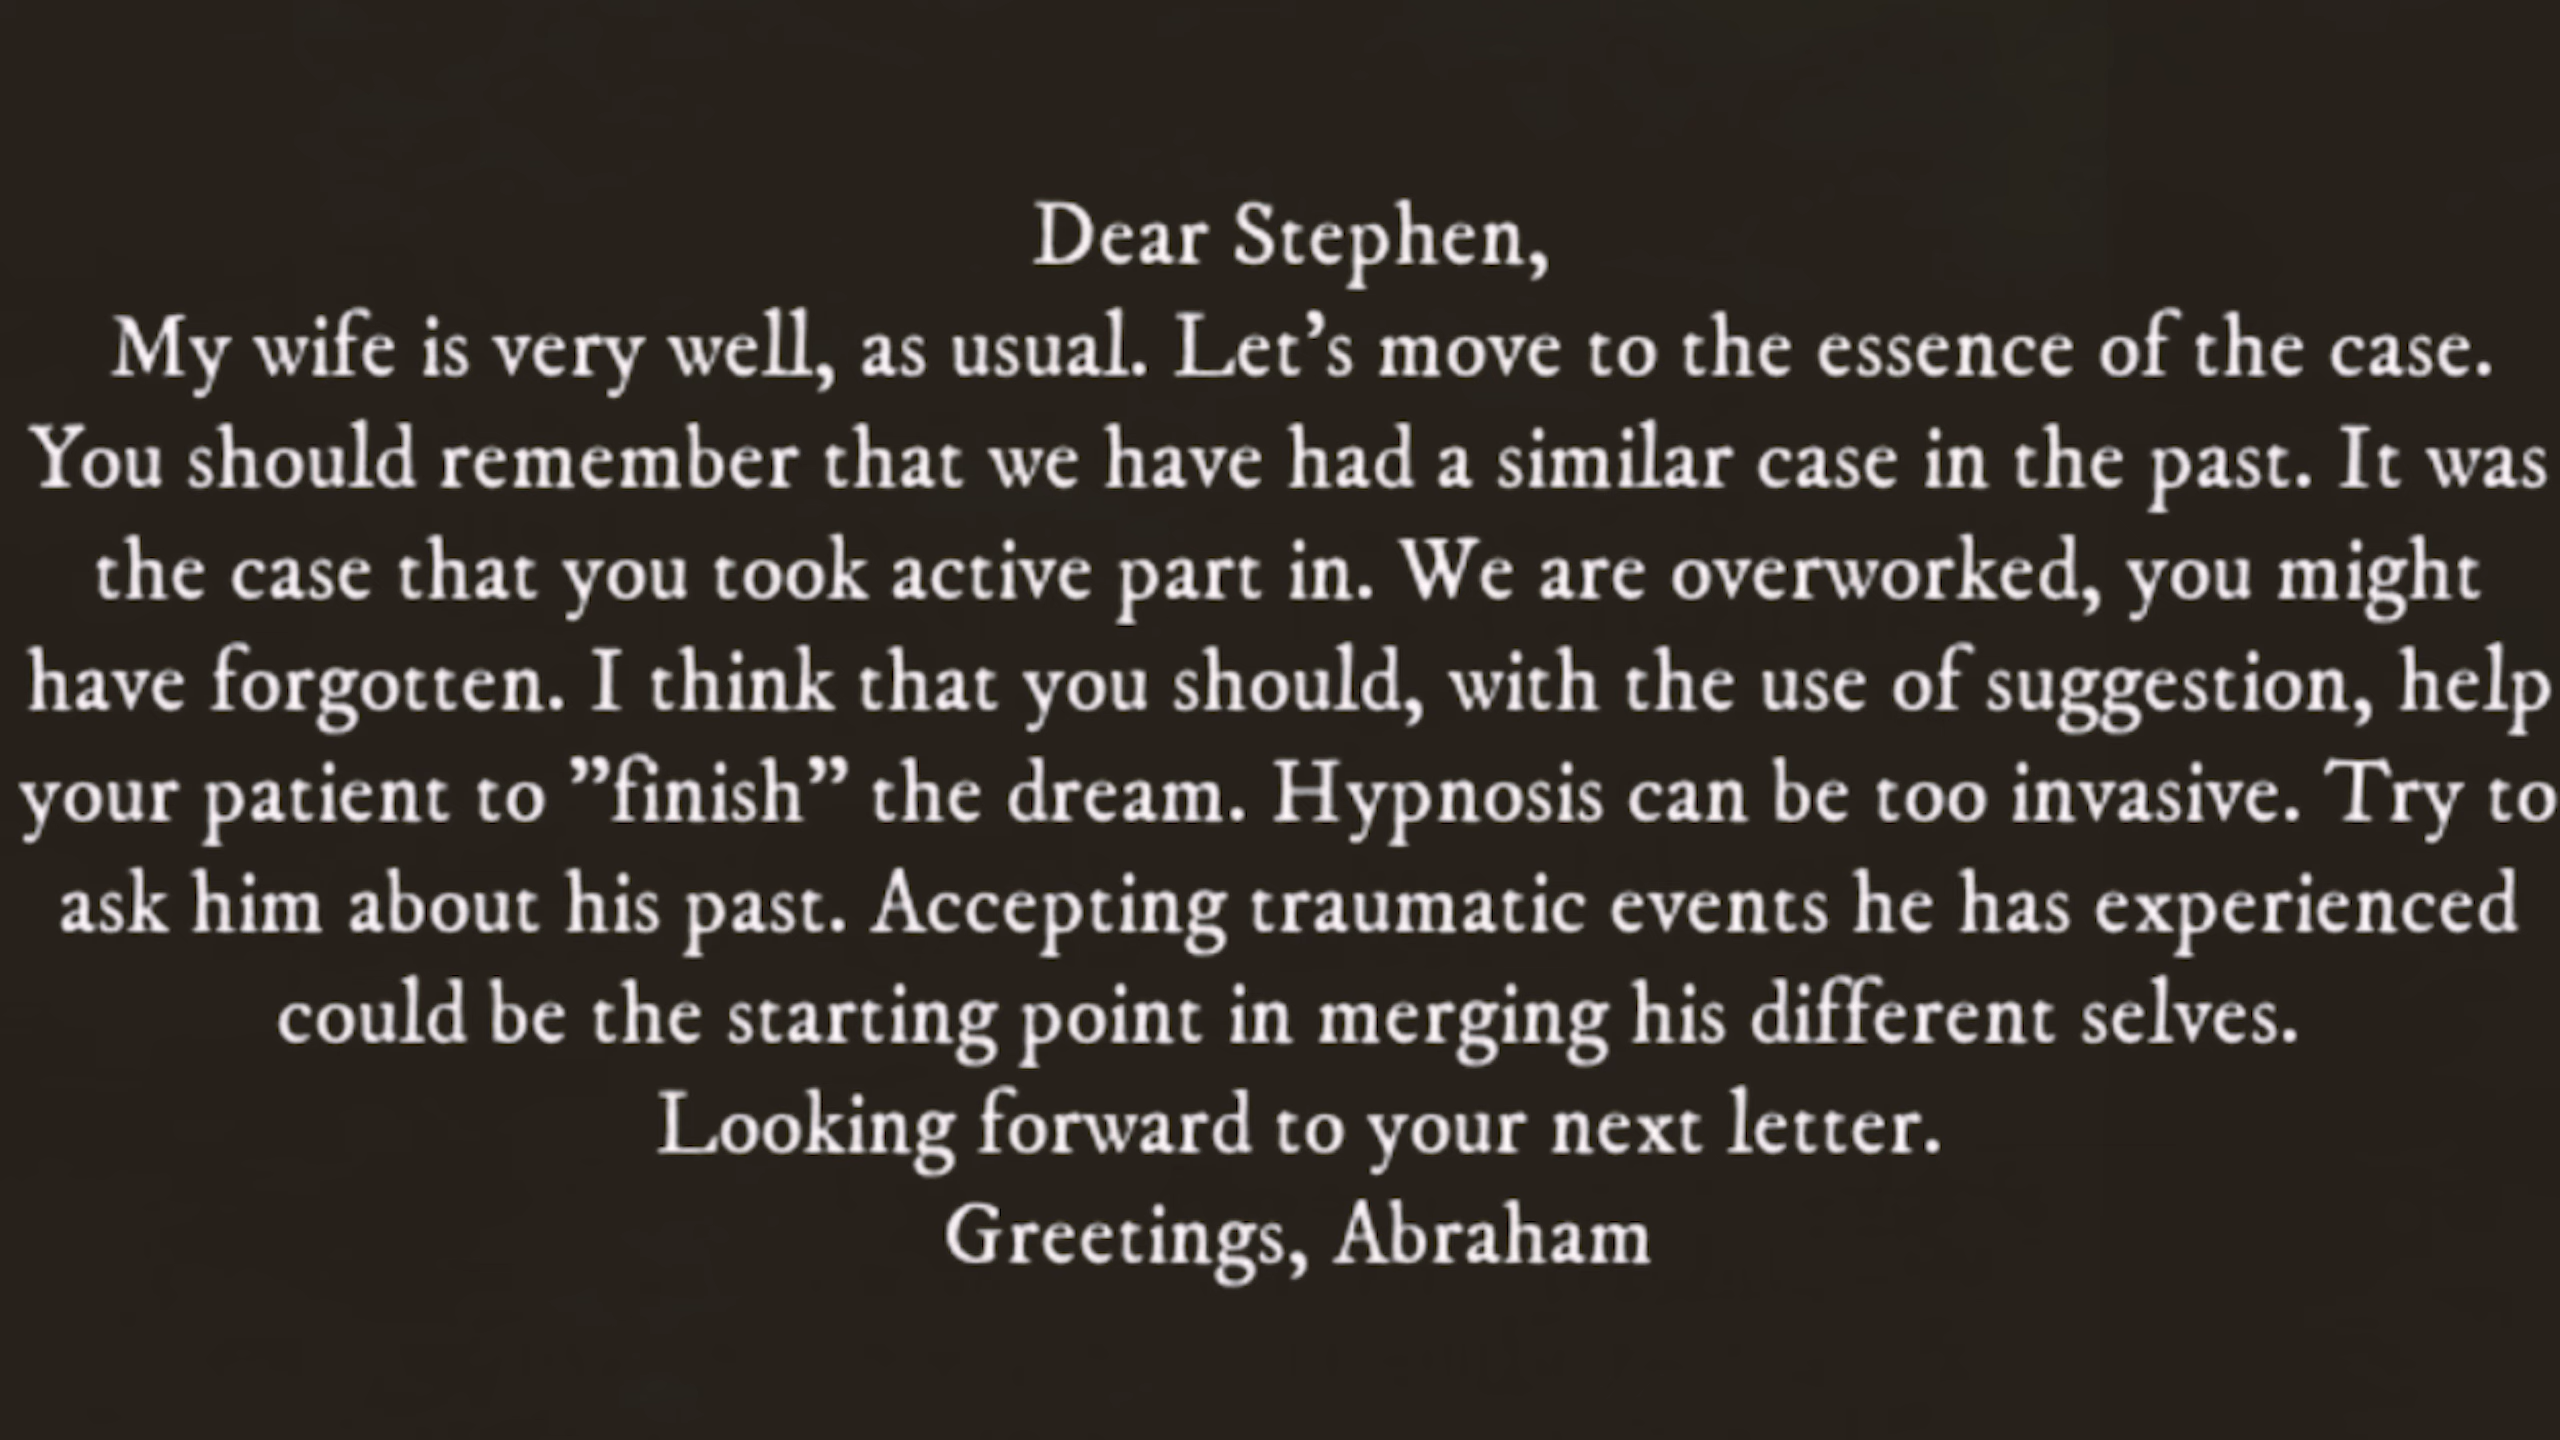 Dear Stephen,
My wife is very well, as usual. Let’s move to the essence of the case.
You should remember that we have had a similar case in the past. It was
the case that you took active part in. We are overworked, you might
have forgotten. I think that you should, with the use of suggestion, help
your patient to ”finish” the dream. Hypnosis can be too invasive. Try to
ask him about his past. Accepting traumatic events he has experienced
could be the starting point in merging his different selves.
Looking forward to your next letter.
Greetings, Abraham